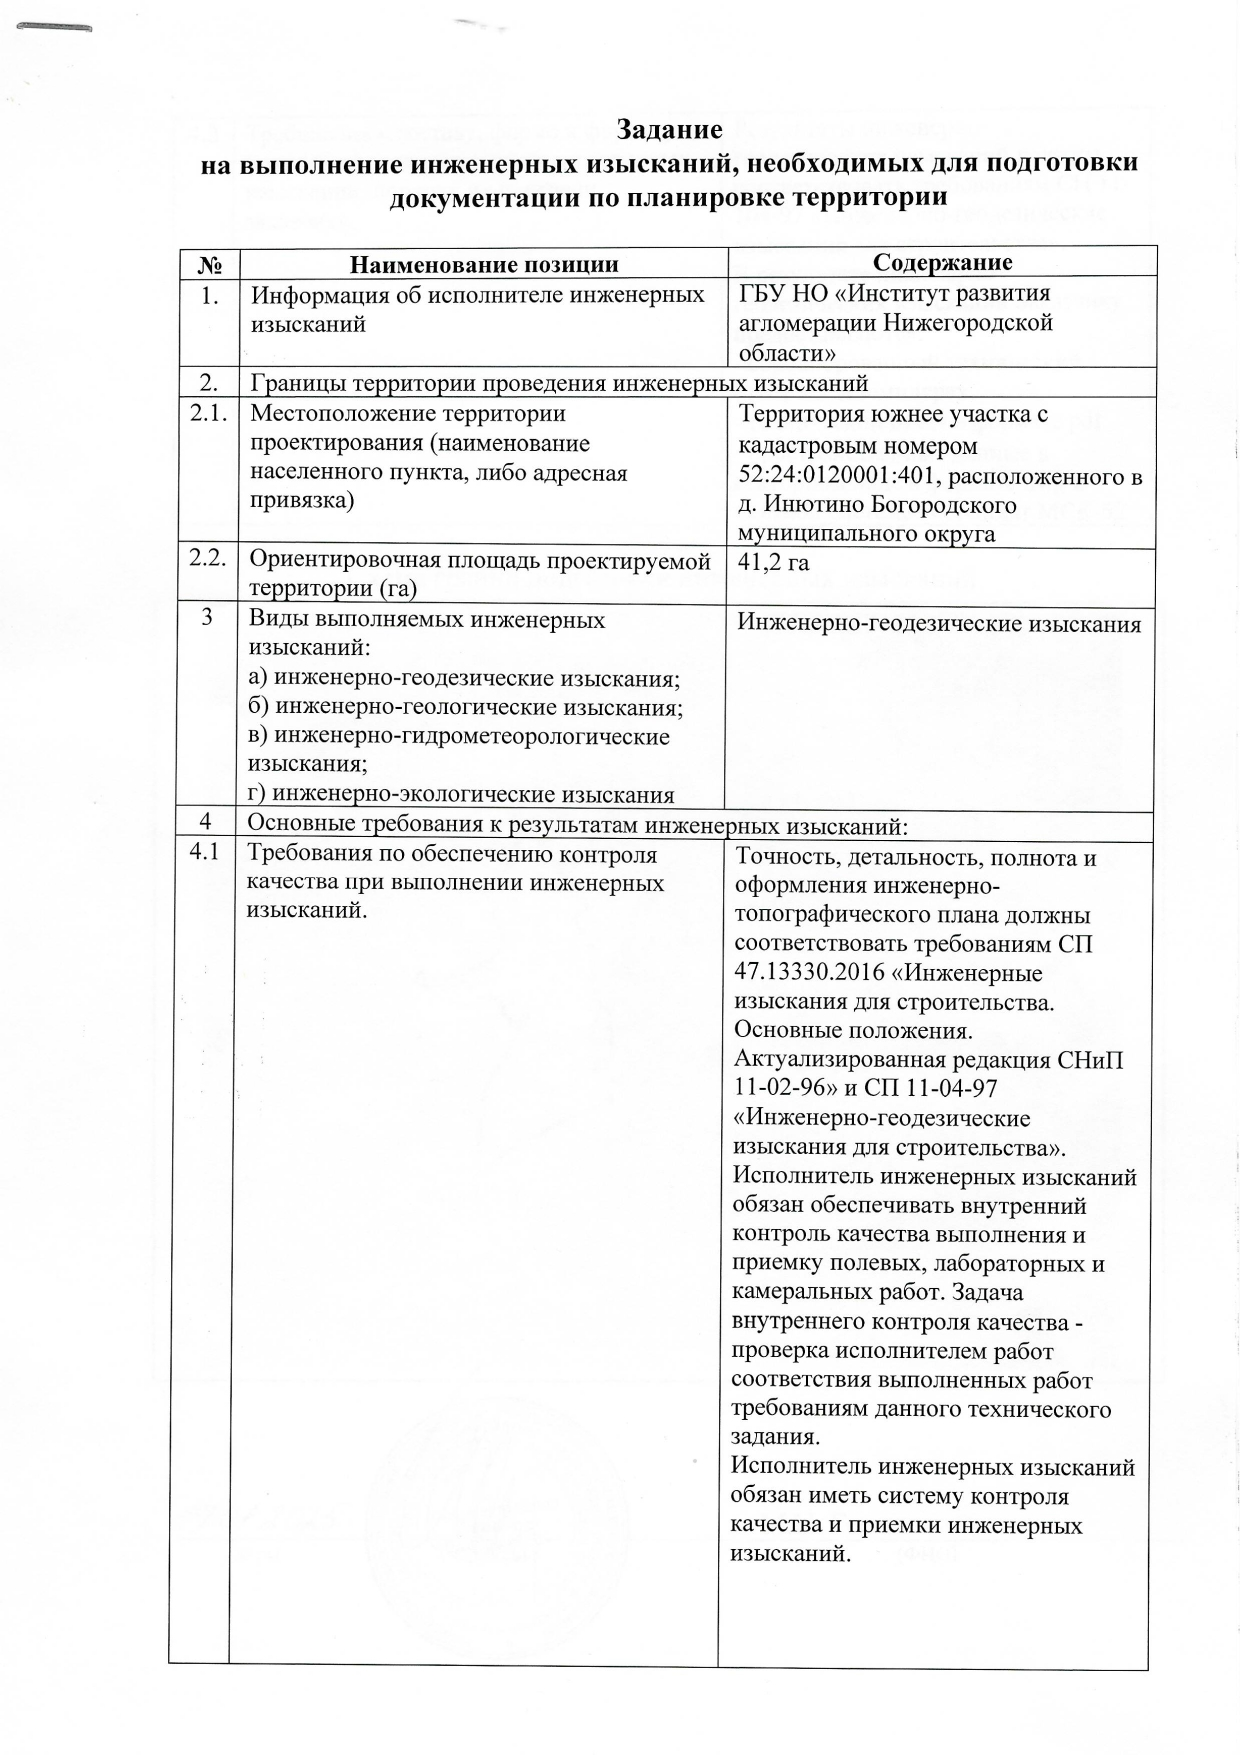 Задание
на выполнение инженерных изысканий, необходимых для подготовки
документации по планировке территории
№ Наименование позиции Содержание
1. Информация об исполнителе инженерных
изысканий
ГБУ НО «Институт развития
агломерации Нижегородской
области»
2. Границы территории проведения инженерных изысканий
2.1. Местоположение территории
проектирования (наименование
населенного пункта, либо адресная
привязка)
Территория южнее участка с
кадастровым номером
52:24:0120001:401, расположенного в
д. Инютино Богородского
муниципального округа
2.2. Ориентировочная площадь проектируемой
территории (га)
41,2 га
3 Виды выполняемых инженерных
изысканий:
а) инженерно-геодезические изыскания;
б) инженерно-геологические изыскания;
в) инженерно-гидрометеорологические
изыскания;
г) инженерно-экологические изыскания
Инженерно-геодезические изыскания
4 Основные требования к результатам инженерных изысканий:
4.1 Требования по обеспечению контроля
качества при выполнении инженерных
изысканий.
Точность, детальность, полнота и
оформления инженерно-
топографического плана должны
соответствовать требованиям СП
47.13330.2016 «Инженерные
изыскания для строительства.
Основные положения.
Актуализированная редакция СНиП
11-02-96» и СП 11-04-97
«Инженерно-геодезические
изыскания для строительства».
Исполнитель инженерных изысканий
обязан обеспечивать внутренний
контроль качества выполнения и
приемку полевых, лабораторных и
камеральных работ. Задача
внутреннего контроля качества -
проверка исполнителем работ
соответствия выполненных работ
требованиям данного технического
задания.
Исполнитель инженерных изысканий
обязан иметь систему контроля
качества и приемки инженерных
изысканий.